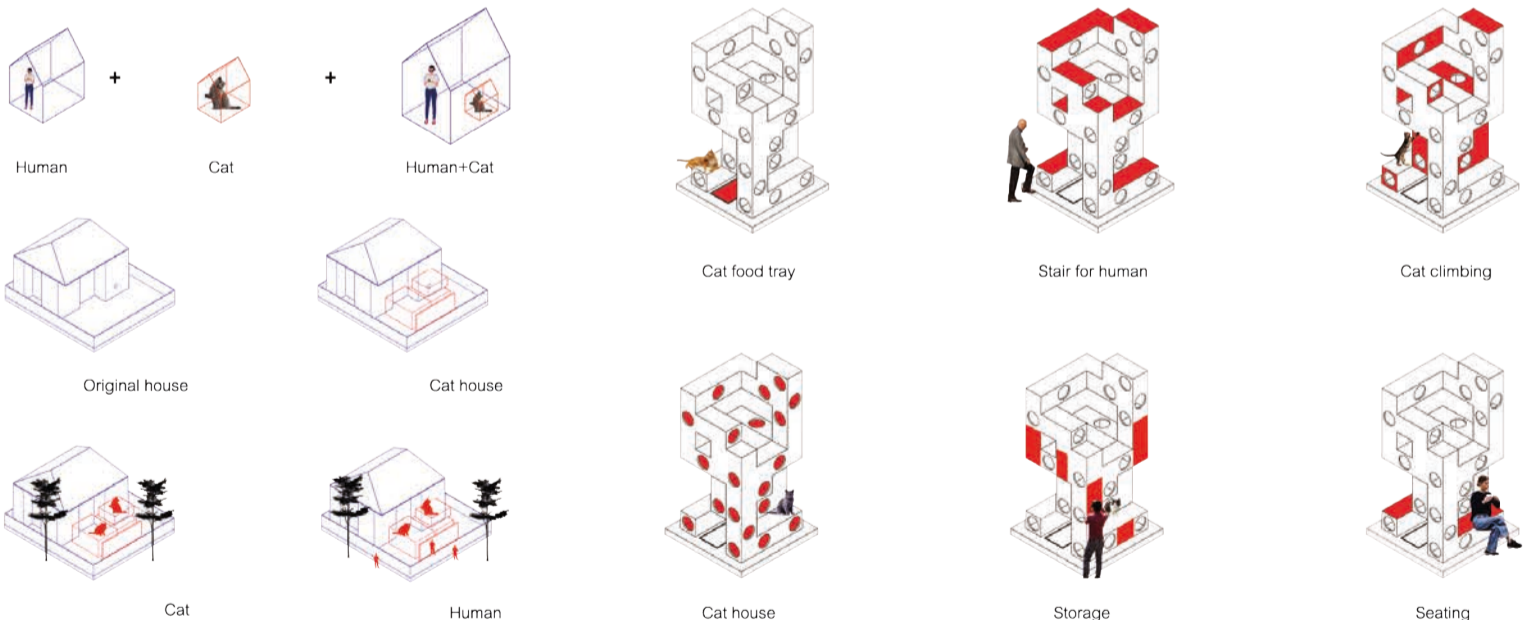 +
+
Human
Cat
Human+Cat
Cat food tray
Stair for human
Cat climbing
Original house
Cat house
Cat
Human
Cat house
Storage
Seating